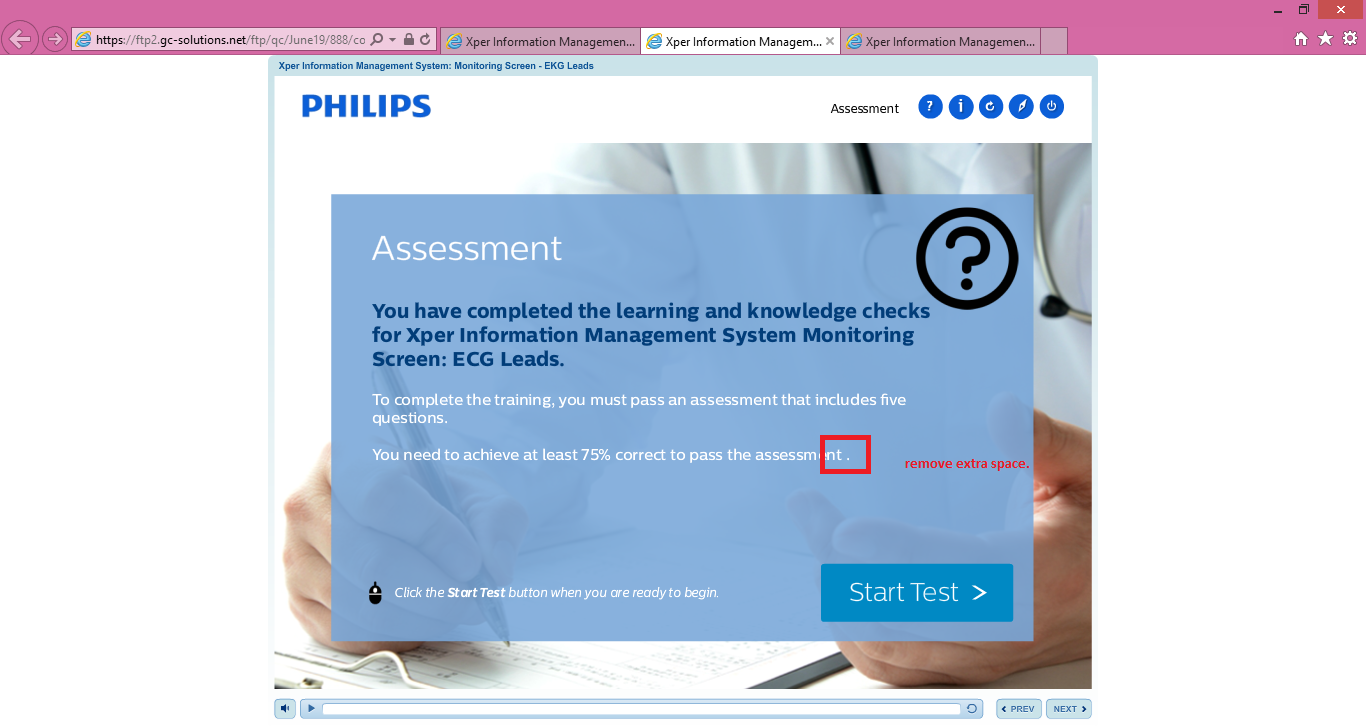 https://ftp2.gc-solutions.net/ftp/qc/June19/888/co
Xper Information Managemen...
Xper Information Managem...
Xper Information Managemen...
Xper Information Management System: Monitoring Screen - EKG Leads
PHILIPS
Assessment
Assessment
You have completed the learning and knowledge checks
for Xper Information Management System Monitoring
Screen: ECG Leads.
To complete the training, you must pass an assessment that includes five
questions.
You need to achieve at least 75% correct to pass the assessment .
remove extra space.
Click the Start Test button when you are ready to begin.
Start Test >
PREV
NEXT